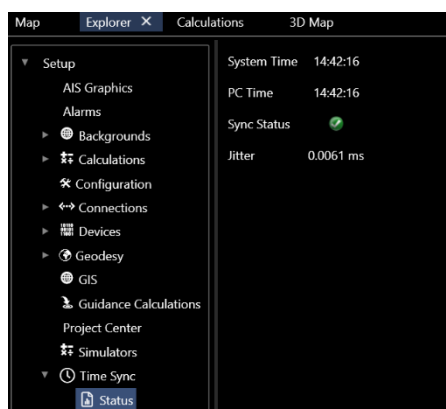 Map Explorer X Calculations 3D Map
Setup
AIS Graphics
Alarms
Backgrounds
Calculations
Configuration
Connections
Devices
Geodesy
GIS
Guidance Calculations
Project Center
Simulators
Time Sync
Status
System Time 14:42:16
PC Time 14:42:16
Sync Status
Jitter 0.0061 ms